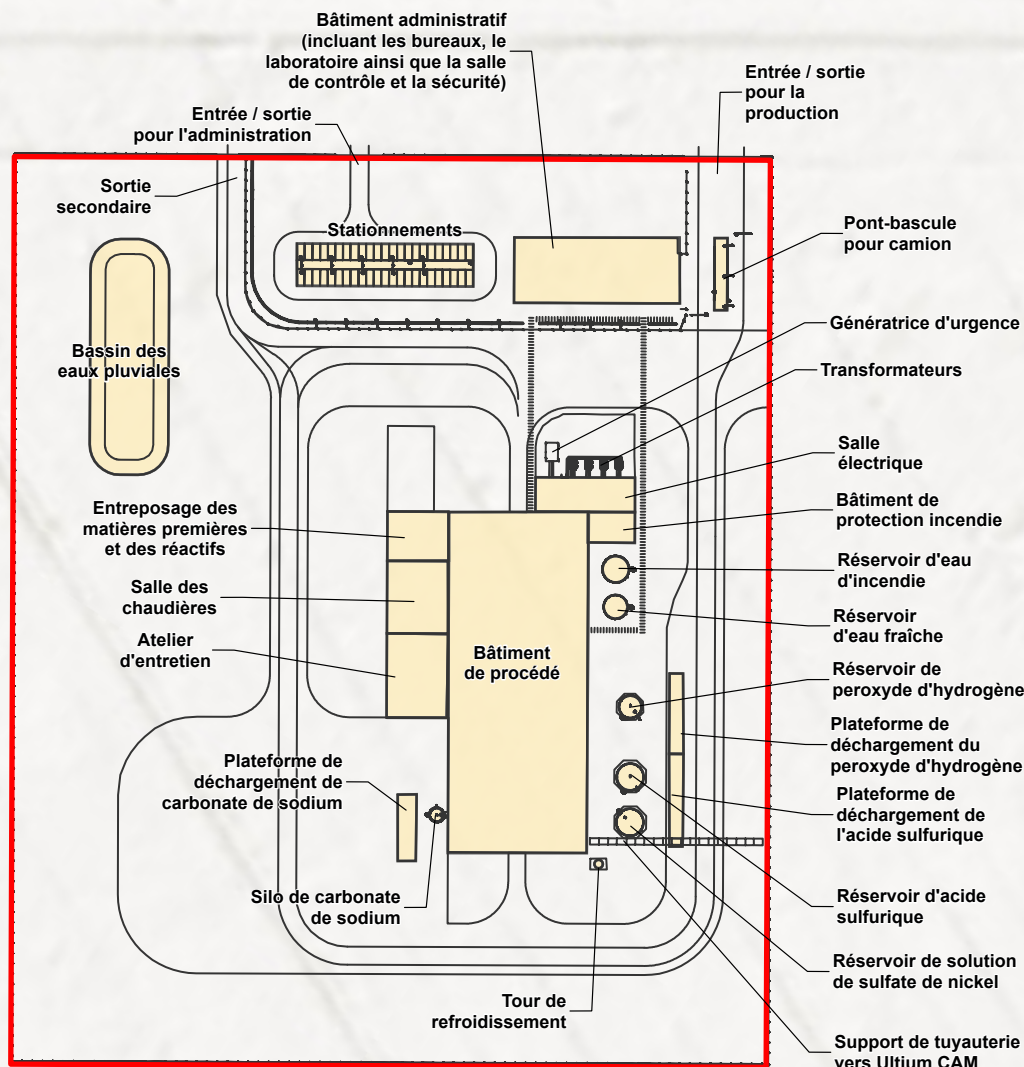 Bâtiment administratif
(incluant les bureaux, le
laboratoire ainsi que la salle
de contrôle et la sécurité)
Entrée / sortie
pour la
production
Entrée / sortie
pour l'administration
Sortie
secondaire
Stationnements
Pont-bascule
pour camion
Génératrice d'urgence
Bassin des
eaux pluviales
Transformateurs
Salle
électrique
Entreposage des
matières premières
et des réactifs
Bâtiment de
protection incendie
Réservoir d'eau
d'incendie
Salle des
chaudières
Réservoir
d'eau fraîche
Atelier
d'entretien
Bâtiment
de procédé
Réservoir de
peroxyde d'hydrogène
Plateforme de
déchargement du
peroxyde d'hydrogène
Plateforme de
déchargement de
carbonate de sodium
Plateforme de
déchargement de
l'acide sulfurique
Silo de carbonate
de sodium
Réservoir d'acide
sulfurique
Réservoir de solution
de sulfate de nickel
Tour de
refroidissement
Support de tuyauterie
vers Ultium CAM